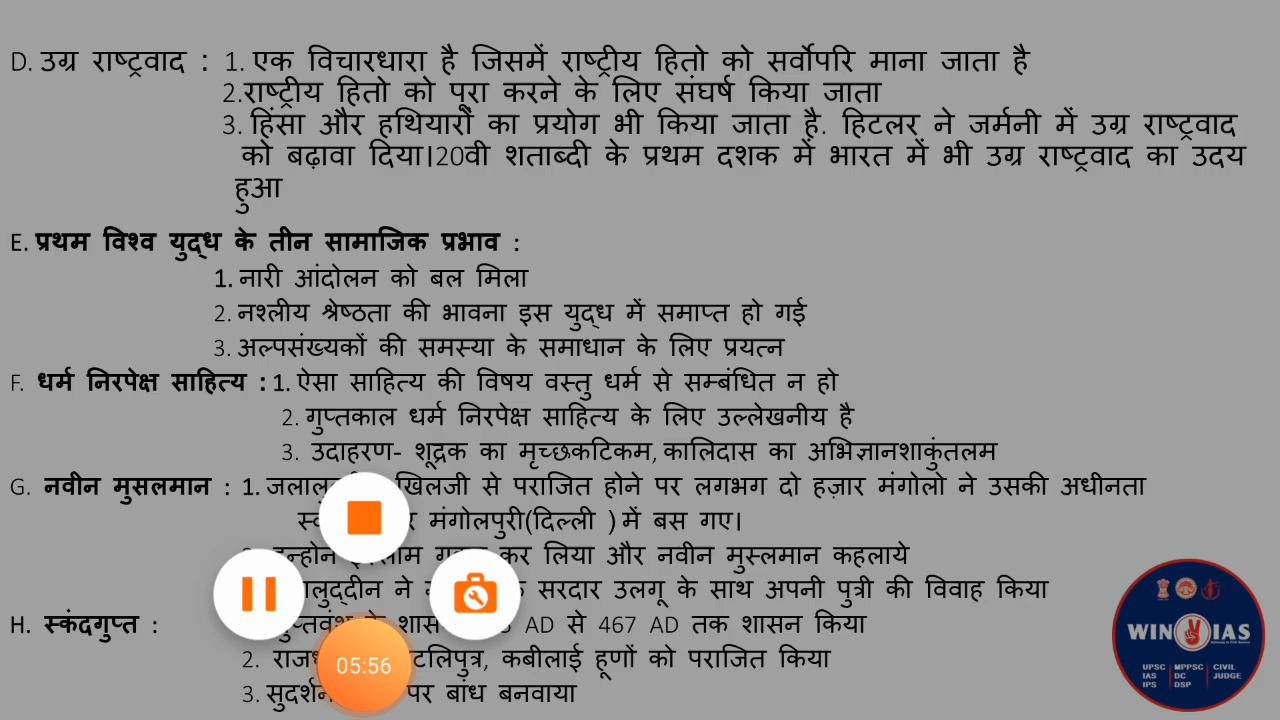 D. उग्र राष्ट्रवाद : 1. एक विचारधारा है जिसमें राष्ट्रीय हितो को सर्वोपरि माना जाता है
2.राष्ट्रीय हितो को पूरा करने के लिए संघर्ष किया जाता
3. हिंसा और हथियारों का प्रयोग भी किया जाता है. हिटलर ने जर्मनी में उग्र राष्ट्रवाद
को बढ़ावा दिया।20वी शताब्दी के प्रथम दशक में भारत में भी उग्र राष्ट्रवाद का उदय
हुआ
E. प्रथम विश्व युद्ध के तीन सामाजिक प्रभाव :
1. नारी आंदोलन को बल मिला
2. नश्लीय श्रेष्ठता की भावना इस युद्ध में समाप्त हो गई
3. अल्पसंख्यकों की समस्या के समाधान के लिए प्रयत्न
F. धर्म निरपेक्ष साहित्य : 1. ऐसा साहित्य की विषय वस्तु धर्म से सम्बंधित न हो
2. गुप्तकाल धर्म निरपेक्ष साहित्य के लिए उल्लेखनीय है
3. उदाहरण- शूद्रक का मृच्छकटिकम, कालिदास का अभिज्ञानशाकुंतलम
G. नवीन मुसलमान : 1. खिलजी से पराजित होने पर लगभग दो हज़ार मंगोलो ने उसकी अधीनता
मंगोलपुरी(दिल्ली ) में बस गए।
कर लिया और नवीन मुस्लमान कहलाये
ने सरदार उलगू के साथ अपनी पुत्री की विवाह किया
H. स्कंदगुप्त : AD से 467 AD तक शासन किया
2. कबीलाई हूणों को पराजित किया
3. पर बांध बनवाया
05:56
WIN IAS
UPSC MPPSC CIVIL
IAS DC JUDGE
IPS DSP